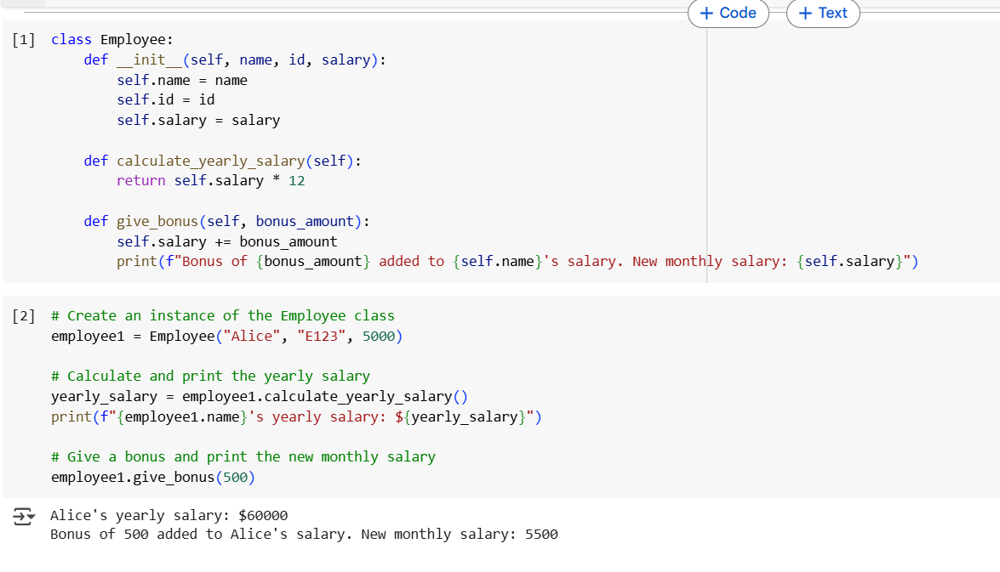 + Code + Text
[1] class Employee:
    def __init__(self, name, id, salary):
        self.name = name
        self.id = id
        self.salary = salary

    def calculate_yearly_salary(self):
        return self.salary * 12

    def give_bonus(self, bonus_amount):
        self.salary += bonus_amount
        print(f"Bonus of {bonus_amount} added to {self.name}'s salary. New monthly salary: {self.salary}")

[2] # Create an instance of the Employee class
employee1 = Employee("Alice", "E123", 5000)

# Calculate and print the yearly salary
yearly_salary = employee1.calculate_yearly_salary()
print(f"{employee1.name}'s yearly salary: ${yearly_salary}")

# Give a bonus and print the new monthly salary
employee1.give_bonus(500)

Alice's yearly salary: $60000
Bonus of 500 added to Alice's salary. New monthly salary: 5500